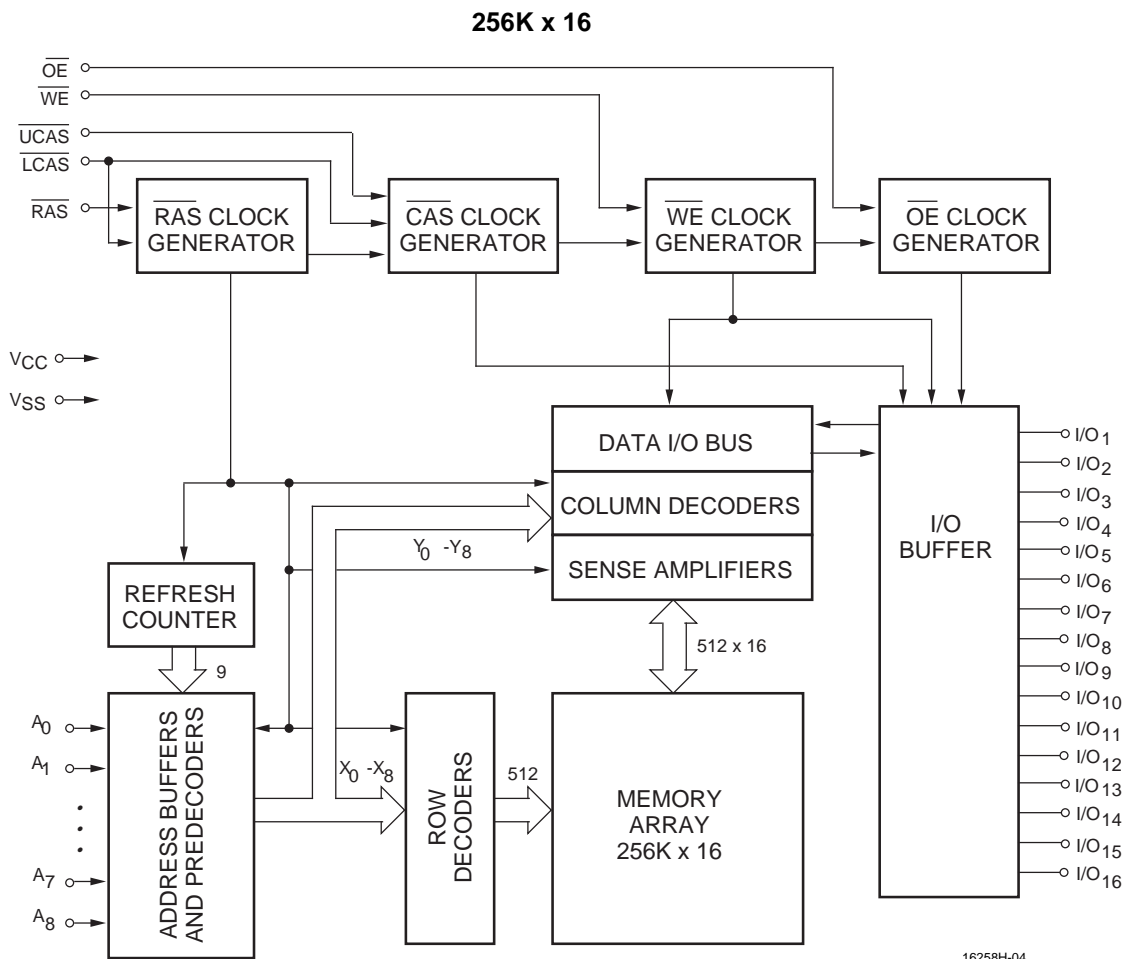 256K x 16
OE
WE
UCAS
LCAS
RAS
RAS CLOCK
GENERATOR
CAS CLOCK
GENERATOR
WE CLOCK
GENERATOR
OE CLOCK
GENERATOR
VCC
VSS
DATA I/O BUS
COLUMN DECODERS
SENSE AMPLIFIERS
Y0 -Y8
REFRESH
COUNTER
9
512 x 16
I/O
BUFFER
I/O1
I/O2
I/O3
I/O4
I/O5
I/O6
I/O7
I/O8
I/O9
I/O10
I/O11
I/O12
I/O13
I/O14
I/O15
I/O16
A0
A1
A7
A8
ADDRESS BUFFERS
AND PREDECODERS
X0 -X8
ROW
DECODERS
512
MEMORY
ARRAY
256K x 16
16258H-04